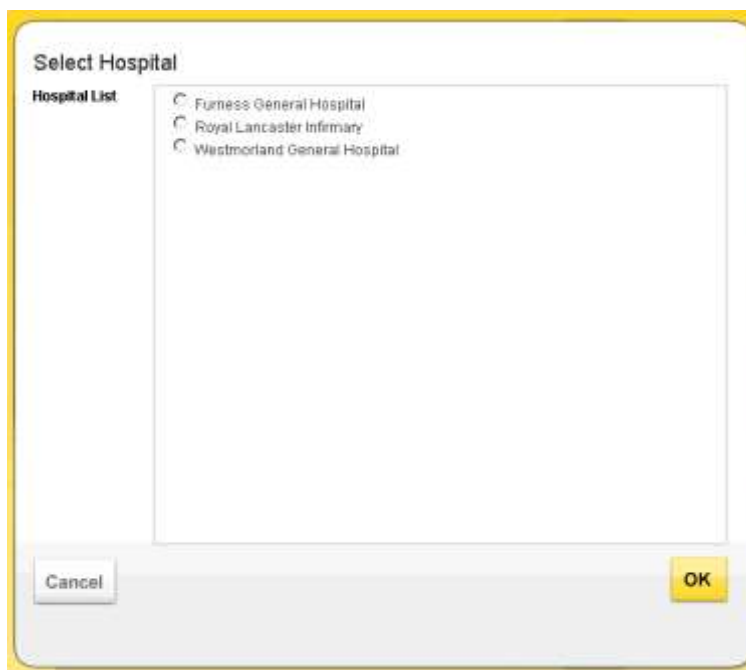 Select Hospital
Hospital List
Furness General Hospital
Royal Lancaster Infirmary
Westmorland General Hospital
Cancel
OK